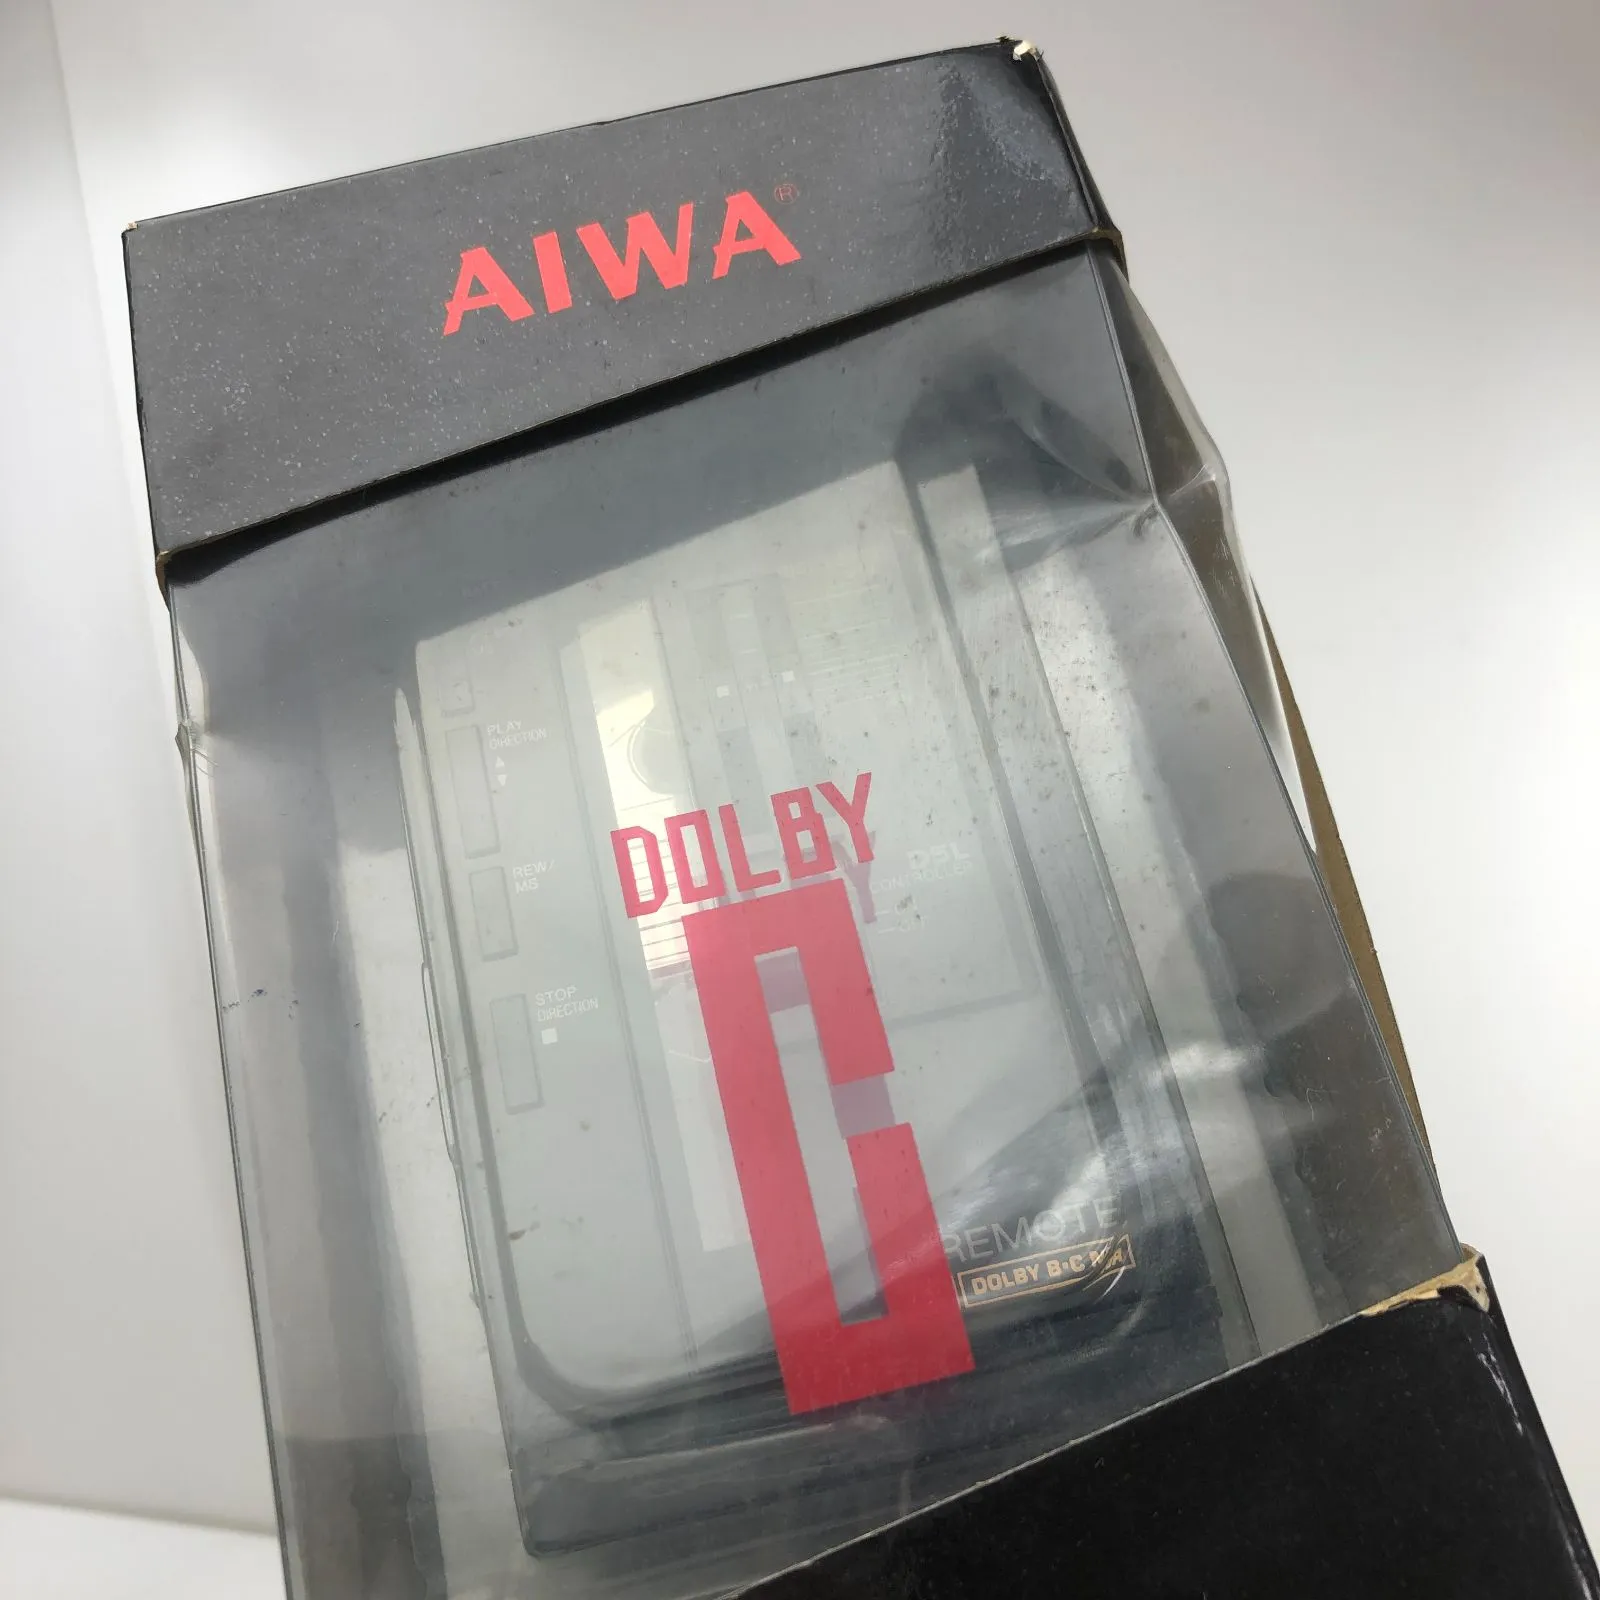 AIWA®
PLAY
DIRECTION
REW/
MS
STOP
DIRECTION
DOLBY
C
DSL
CONTROLLER
REMOTE
DOLBY B·C NR